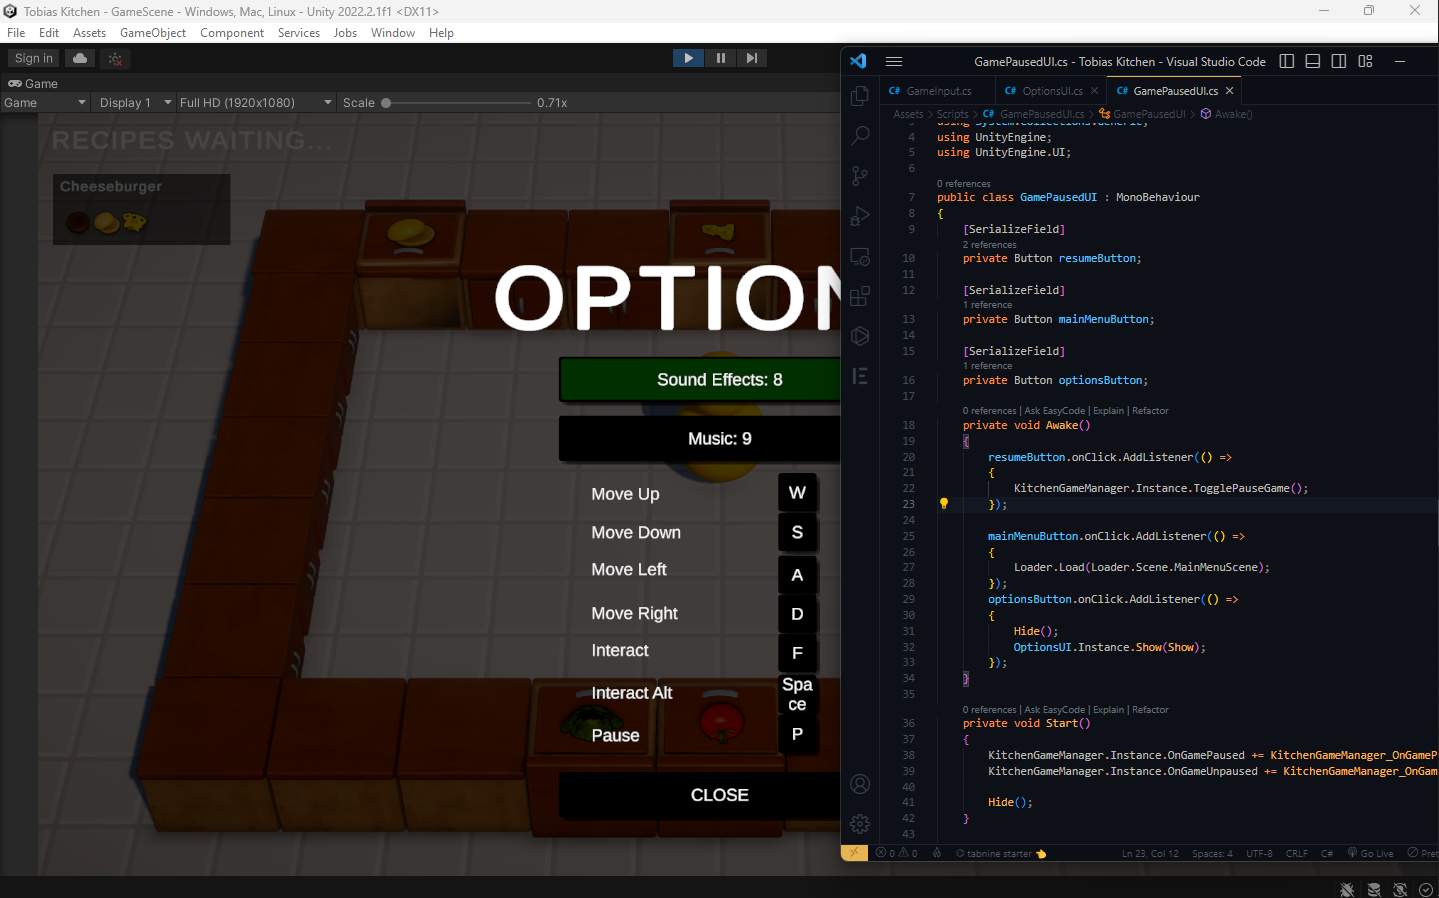 Tobias Kitchen - GameScene - Windows, Mac, Linux - Unity 2022.2.1f1 <DX11>
File Edit Assets GameObject Component Services Jobs Window Help
Sign in
Game
Game Display 1 Full HD (1920x1080) Scale 0.71x
RECIPES WAITING...
Cheeseburger
OPTION
Sound Effects: 8
Music: 9
Move Up W
Move Down S
Move Left A
Move Right D
Interact F
Interact Alt Spa
ce
Pause P
CLOSE
GamePausedUI.cs - Tobias Kitchen - Visual Studio Code
C# GameInput.cs C# OptionsUI.cs C# GamePausedUI.cs
Assets > Scripts > C# GamePausedUI.cs > GamePausedUI > Awake()
3 using System.Collections.Generic;
4 using UnityEngine;
5 using UnityEngine.UI;
6
0 references
7 public class GamePausedUI : MonoBehaviour
8 {
9 [SerializeField]
2 references
10 private Button resumeButton;
11
12 [SerializeField]
1 reference
13 private Button mainMenuButton;
14
15 [SerializeField]
1 reference
16 private Button optionsButton;
17
0 references | Ask EasyCode | Explain | Refactor
18 private void Awake()
19 {
20 resumeButton.onClick.AddListener(() =>
21 {
22 KitchenGameManager.Instance.TogglePauseGame();
23 });
24
25 mainMenuButton.onClick.AddListener(() =>
26 {
27 Loader.Load(Loader.Scene.MainMenuScene);
28 });
29 optionsButton.onClick.AddListener(() =>
30 {
31 Hide();
32 OptionsUI.Instance.Show(Show);
33 });
34 }
35
0 references | Ask EasyCode | Explain | Refactor
36 private void Start()
37 {
38 KitchenGameManager.Instance.OnGamePaused += KitchenGameManager_OnGameP
39 KitchenGameManager.Instance.OnGameUnpaused += KitchenGameManager_OnGam
40
41 Hide();
42 }
43
0 0 tabnine starter Ln 23, Col 12 Spaces: 4 UTF-8 CRLF C# Go Live Pret